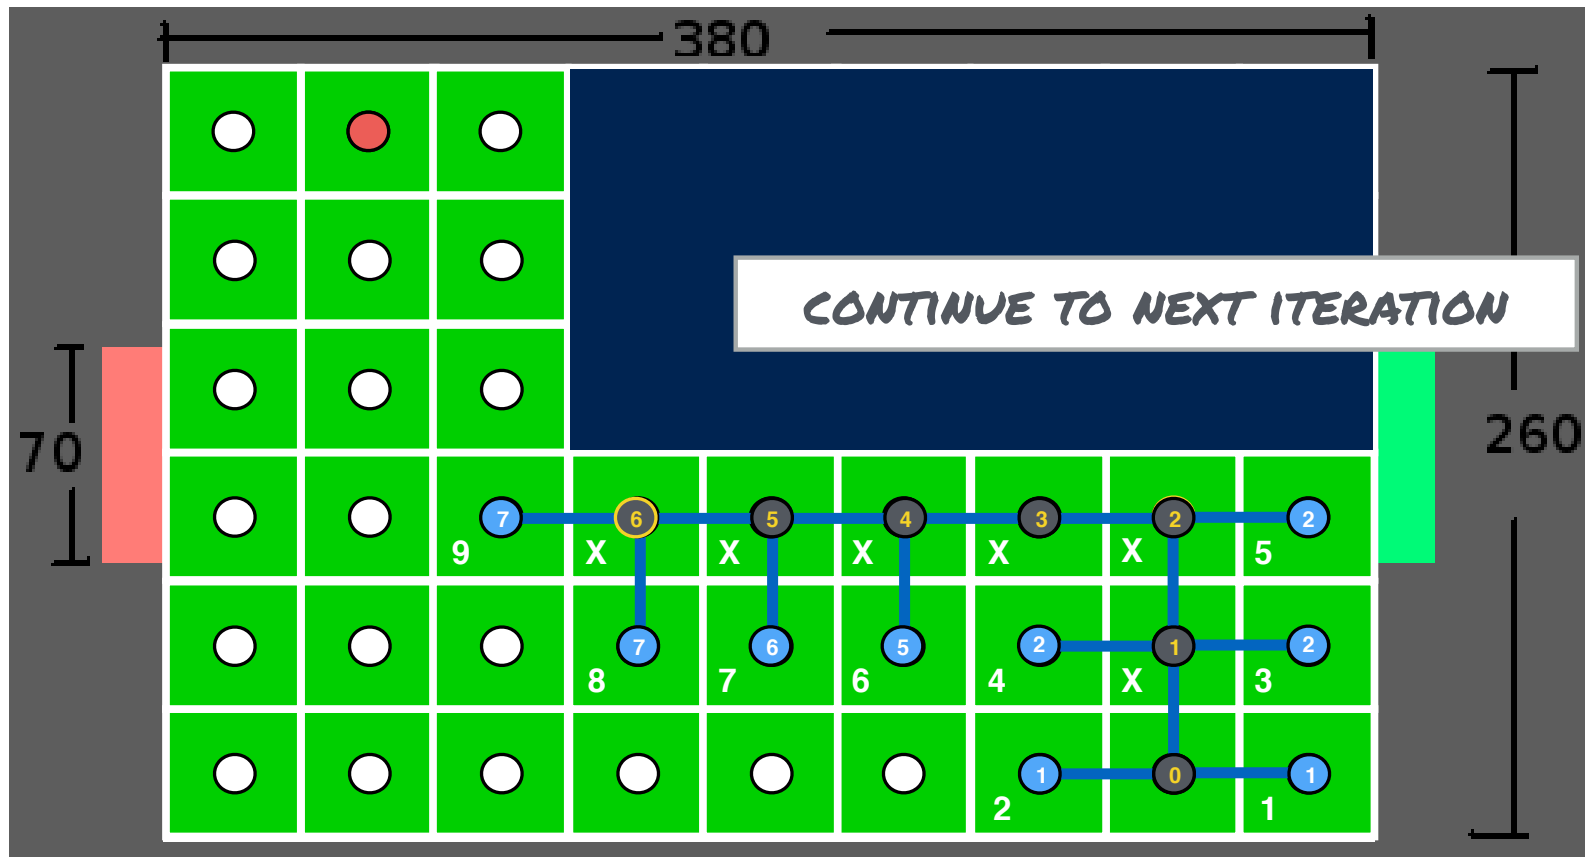 380
CONTINUE TO NEXT ITERATION
70
260
7 6 5 4 3 2 2
9 X X X X X 5
7 6 5 2 1 2
8 7 6 4 X 3
1 0 1
2 1